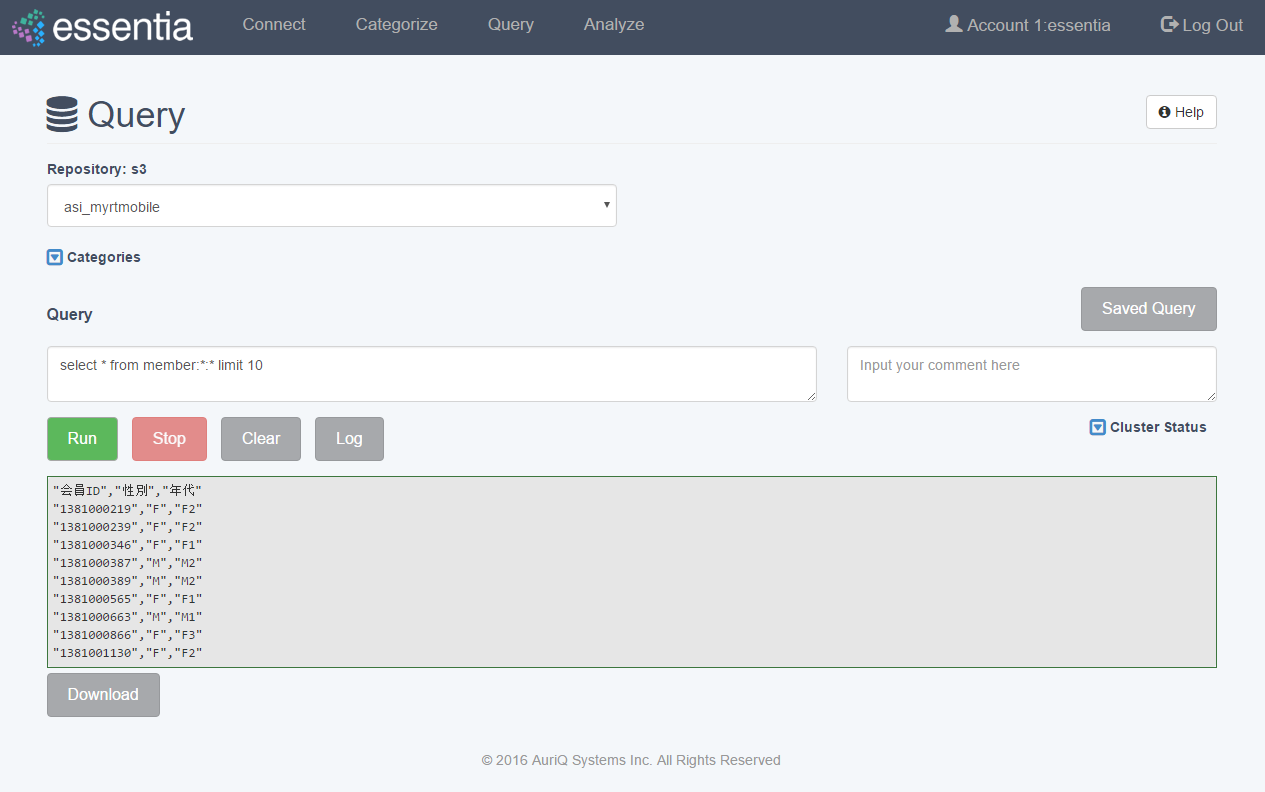 essentia
Connect
Categorize
Query
Analyze
Account 1:essentia
Log Out
Query
Help
Repository: s3
asi_myrtmobile
Categories
Query
Saved Query
select * from member:*:* limit 10
Input your comment here
Run
Stop
Clear
Log
Cluster Status
"会員ID","性別","年代"
"1381000219","F","F2"
"1381000239","F","F2"
"1381000346","F","F1"
"1381000387","M","M2"
"1381000389","M","M2"
"1381000565","F","F1"
"1381000663","M","M1"
"1381000866","F","F3"
"1381001130","F","F2"
Download
© 2016 AuriQ Systems Inc. All Rights Reserved